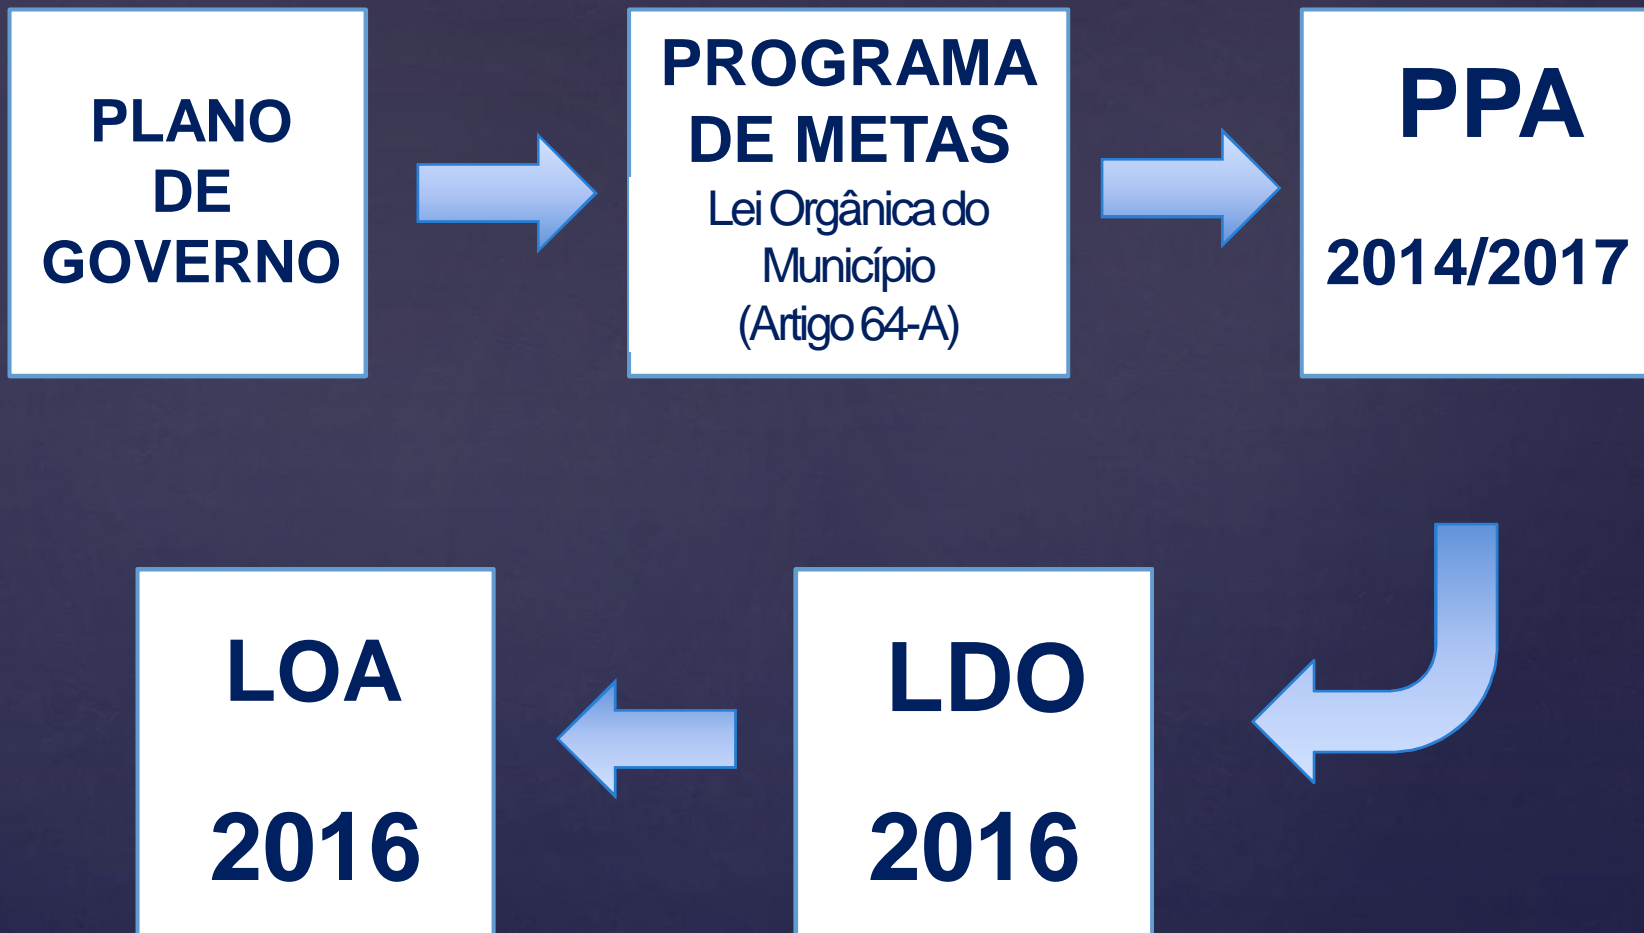 PLANO
DE
GOVERNO
PROGRAMA
DE METAS
Lei Orgânica do
Município
(Artigo 64-A)
PPA
2014/2017
LDO
2016
LOA
2016